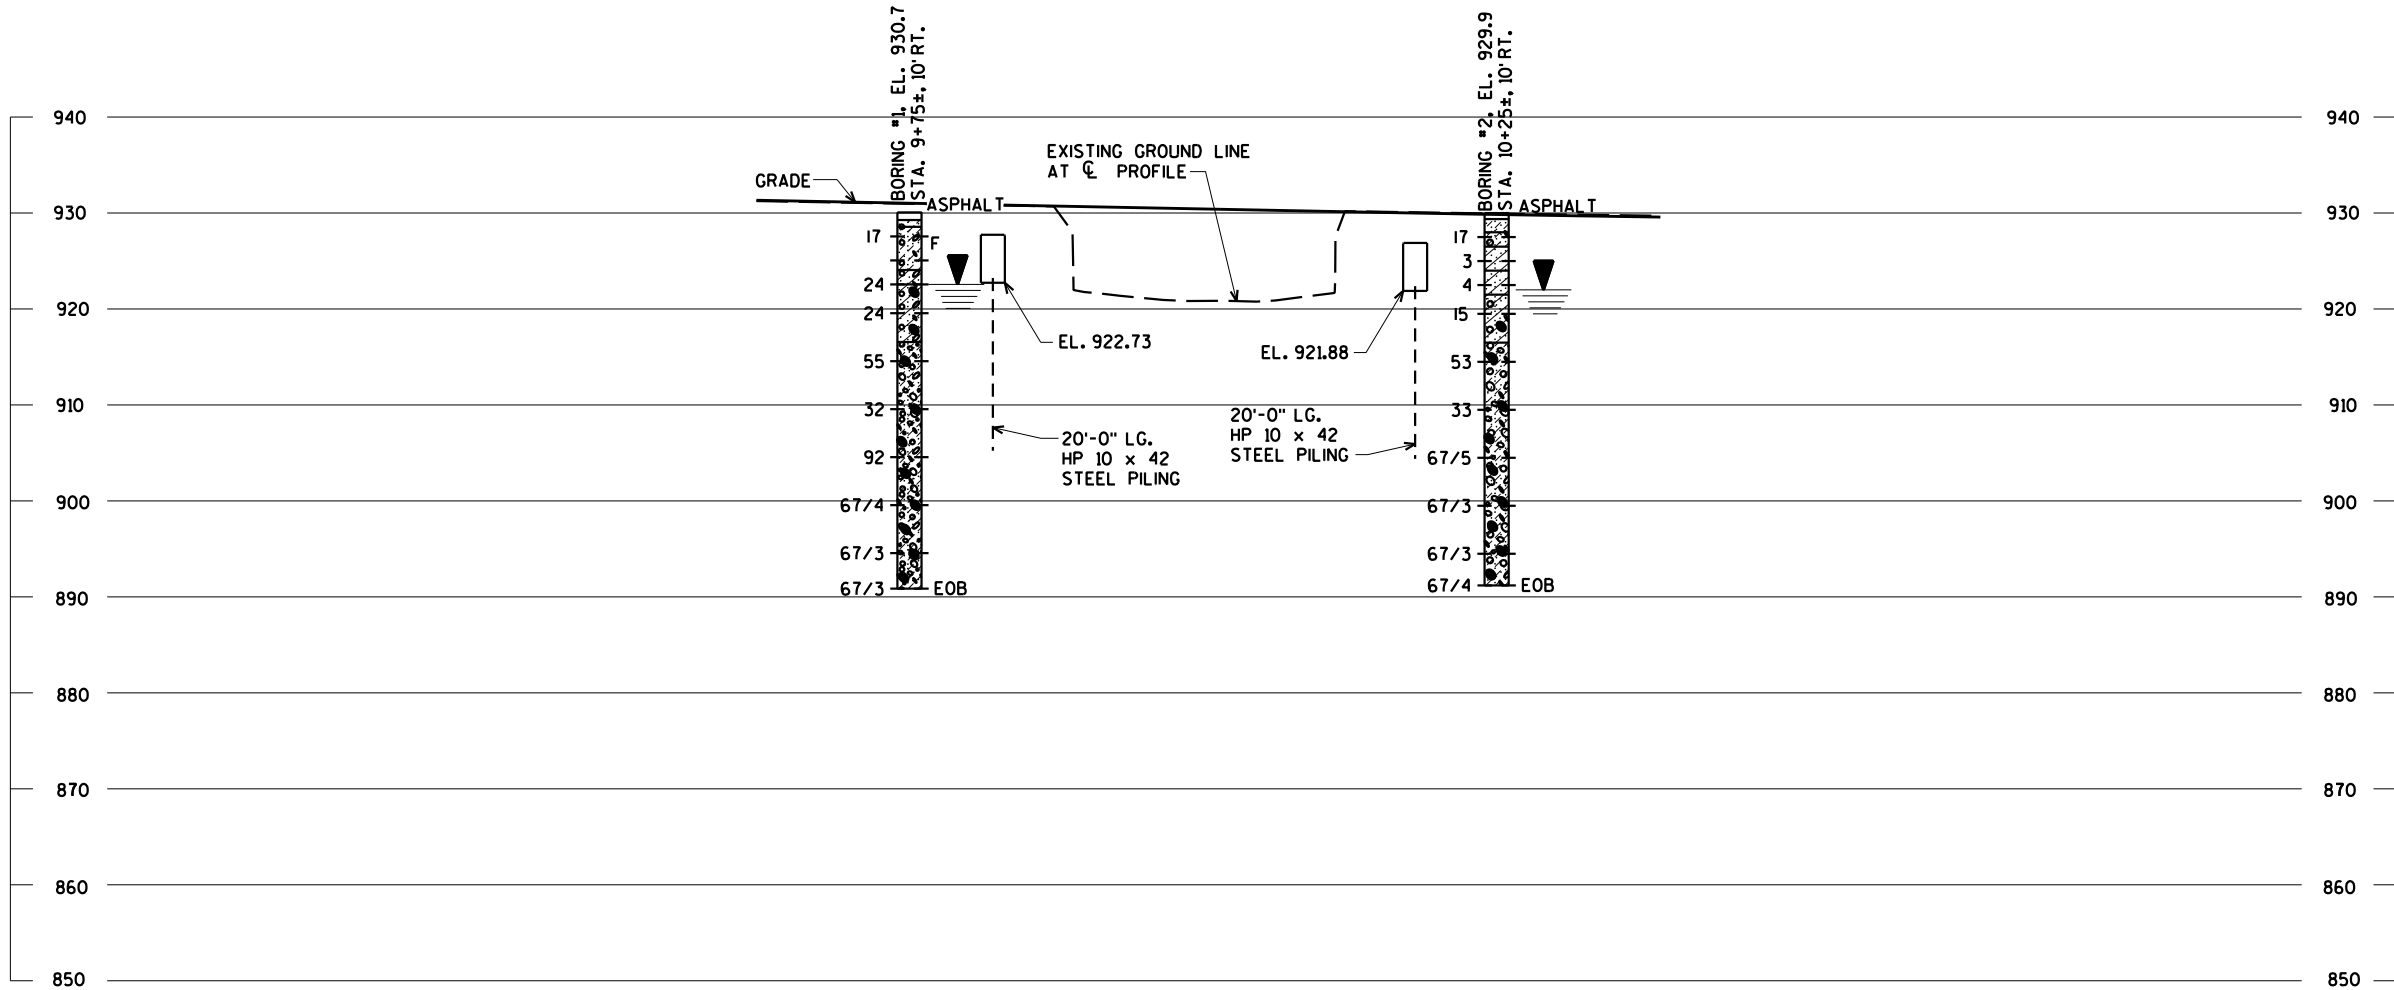 BORING #1, EL. 930.7
STA. 9+75±, 10' RT.
BORING #2, EL. 929.9
STA. 10+25±, 10' RT.
940
940
EXISTING GROUND LINE
AT ℄ PROFILE
GRADE
ASPHALT
ASPHALT
930
930
17
F
17
3
24
4
920
24
15
920
EL. 922.73
EL. 921.88
55
53
910
32
33
910
20'-0" LG.
HP 10 x 42
STEEL PILING
20'-0" LG.
HP 10 x 42
STEEL PILING
92
67/5
900
67/4
67/3
900
67/3
67/3
67/3
EOB
67/4
EOB
890
890
880
880
870
870
860
860
850
850